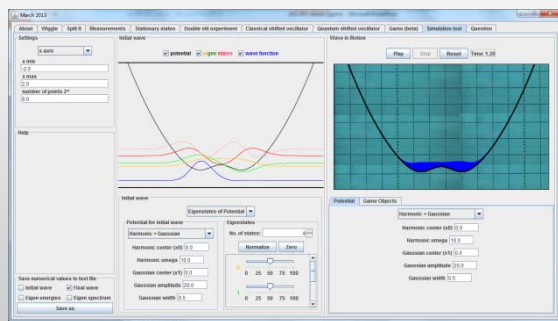 March 2013
About Wiggle Split It Measurements Stationary states Double slit experiment Classical shifted oscillator Quantum shifted oscillator Game (beta) Simulation tool Question
Settings
x-axis
x min
-2.0
x max
2.0
number of points 2^
8.0
Help
Save numerical values to text file
Initial wave Final wave
Eigen energies Eigen spectrum
Save as
Initial wave
potential eigen states wave function
Initial wave
Eigenstates of Potential
Potential for initial wave
Harmonic + Gaussian
Harmonic center (x0) 0.0
Harmonic omega 10.0
Gaussian center (x1) 0.0
Gaussian amplitude 20.0
Gaussian width 0.5
Eigenstates
No. of states: 4
Normalize Zero
0
0 25 50 75 100
1
0 25 50 75 100
Wave in Motion
Play Stop Reset Time: 1.20
Potential Game Objects
Harmonic + Gaussian
Harmonic center (x0) 0.0
Harmonic omega 10.0
Gaussian center (x1) 0.0
Gaussian amplitude 20.0
Gaussian width 0.5